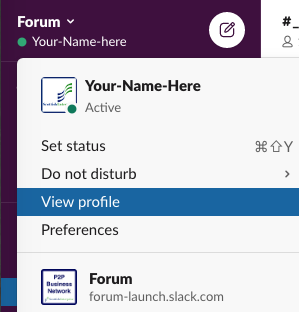 Forum
#_
Your-Name-here
Your-Name-Here
Active
Set status ⌘⇧Y
Do not disturb
View profile
Preferences
P2P
Business
Network
Forum
forum-launch.slack.com